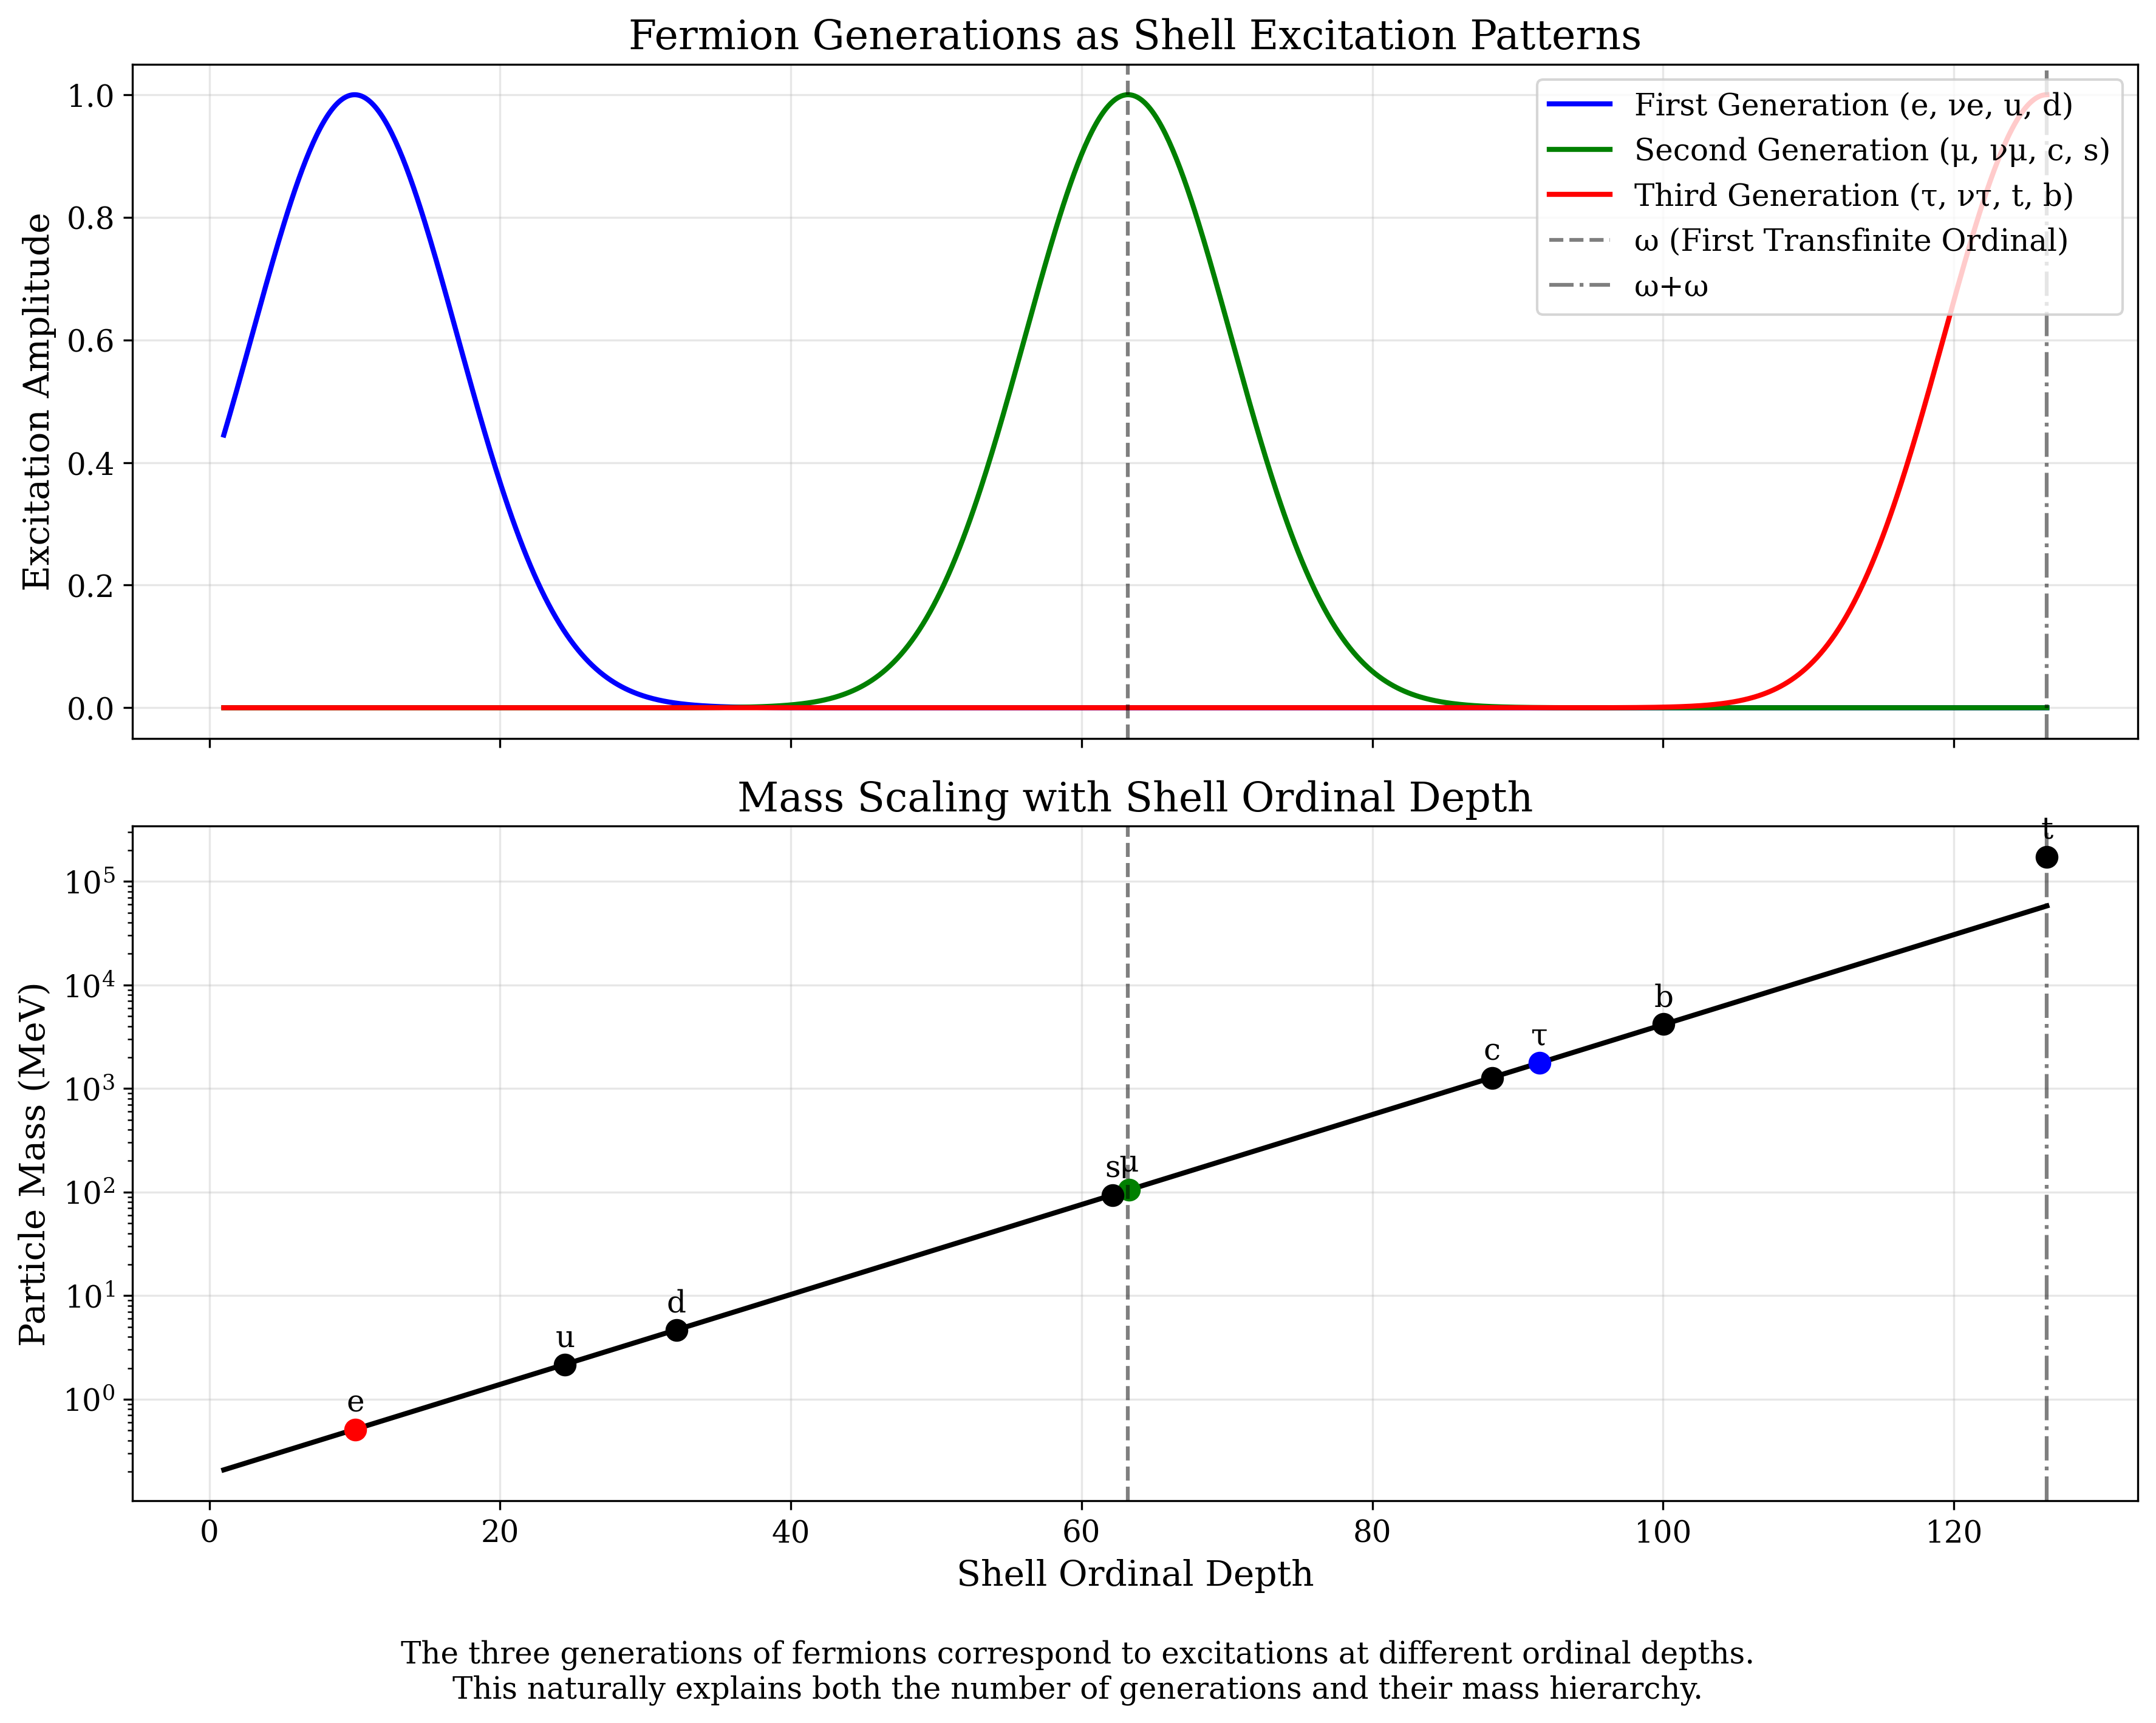 Fermion Generations as Shell Excitation Patterns
Excitation Amplitude
1.0
0.8
0.6
0.4
0.2
0.0
First Generation (e, νe, u, d)
Second Generation (μ, νμ, c, s)
Third Generation (τ, ντ, t, b)
ω (First Transfinite Ordinal)
ω+ω
Mass Scaling with Shell Ordinal Depth
Particle Mass (MeV)
10⁵
10⁴
10³
10²
10¹
10⁰
e
u
d
s
μ
c
τ
b
t
0 20 40 60 80 100 120
Shell Ordinal Depth
The three generations of fermions correspond to excitations at different ordinal depths.
This naturally explains both the number of generations and their mass hierarchy.